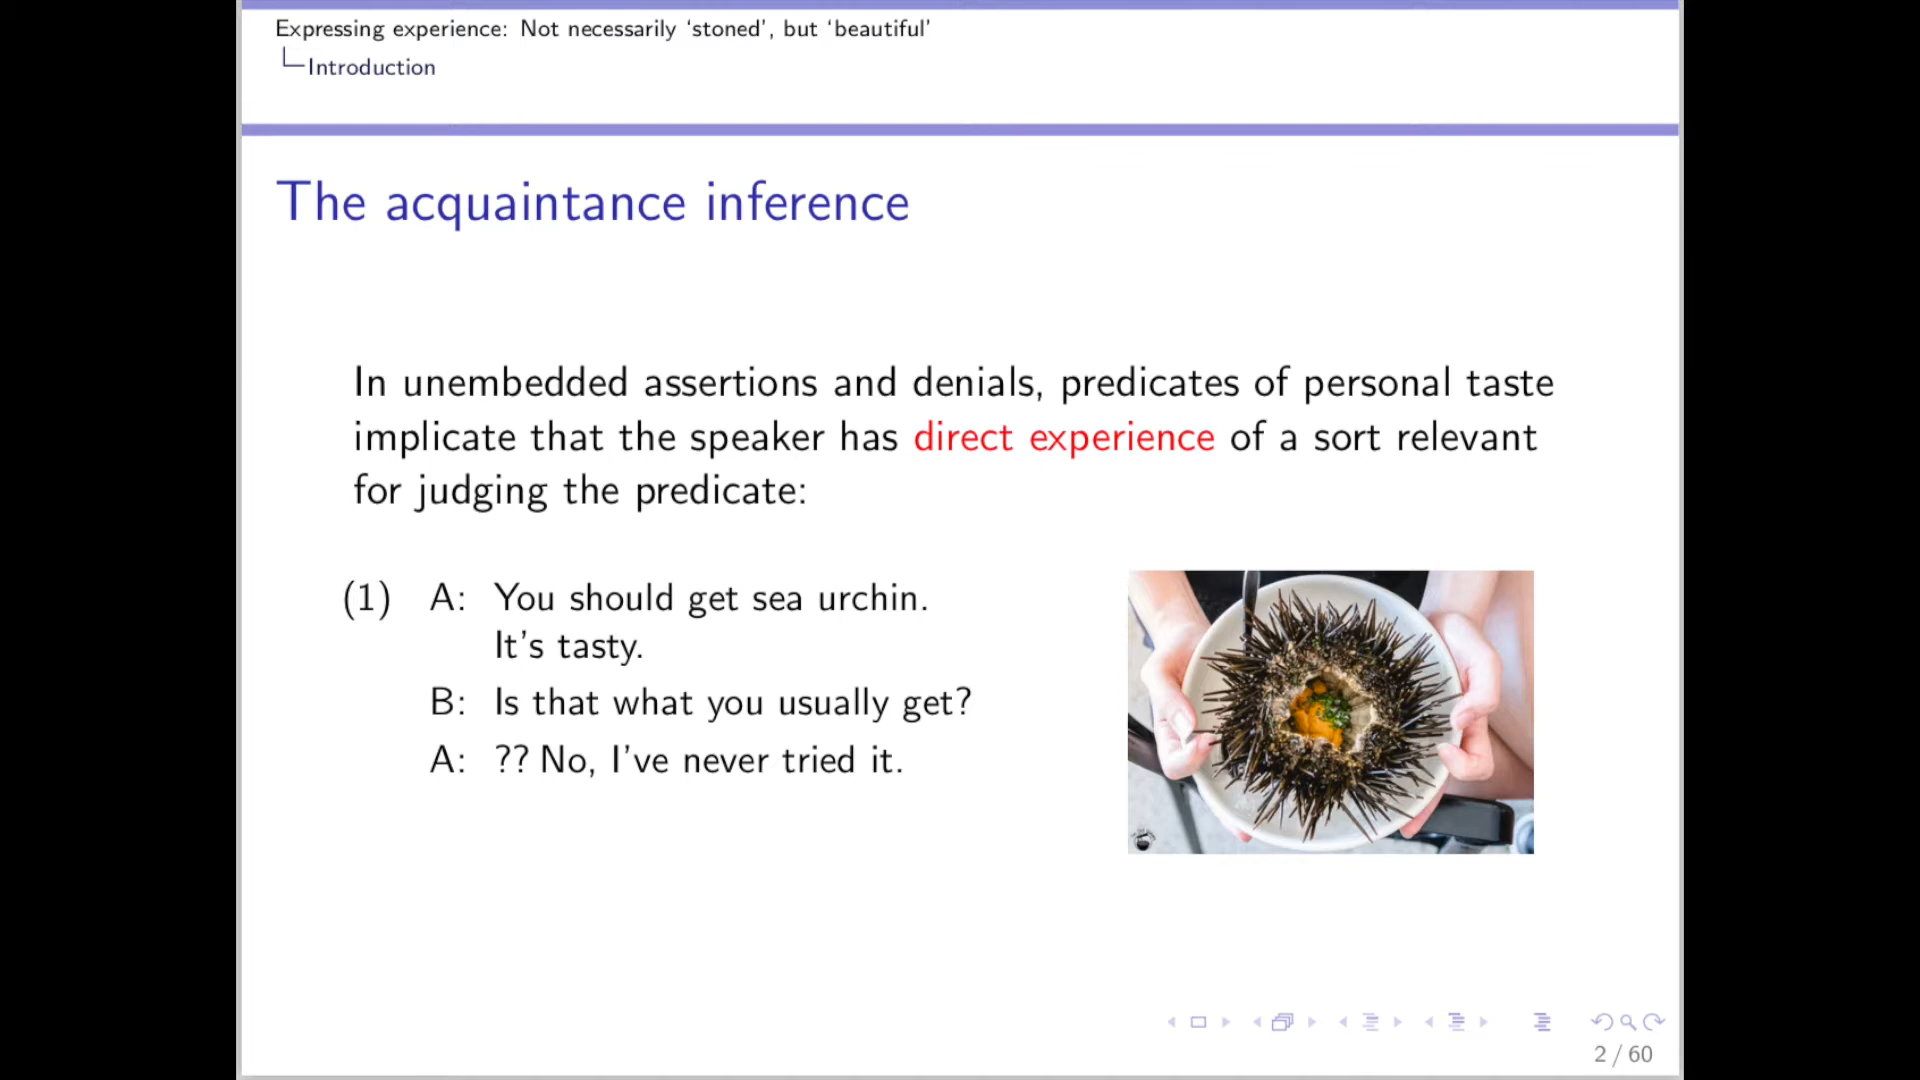 Expressing experience: Not necessarily ‘stoned’, but ‘beautiful’
Introduction
The acquaintance inference
In unembedded assertions and denials, predicates of personal taste
implicate that the speaker has direct experience of a sort relevant
for judging the predicate:
(1) A: You should get sea urchin.
It’s tasty.
B: Is that what you usually get?
A: ?? No, I’ve never tried it.
2 / 60